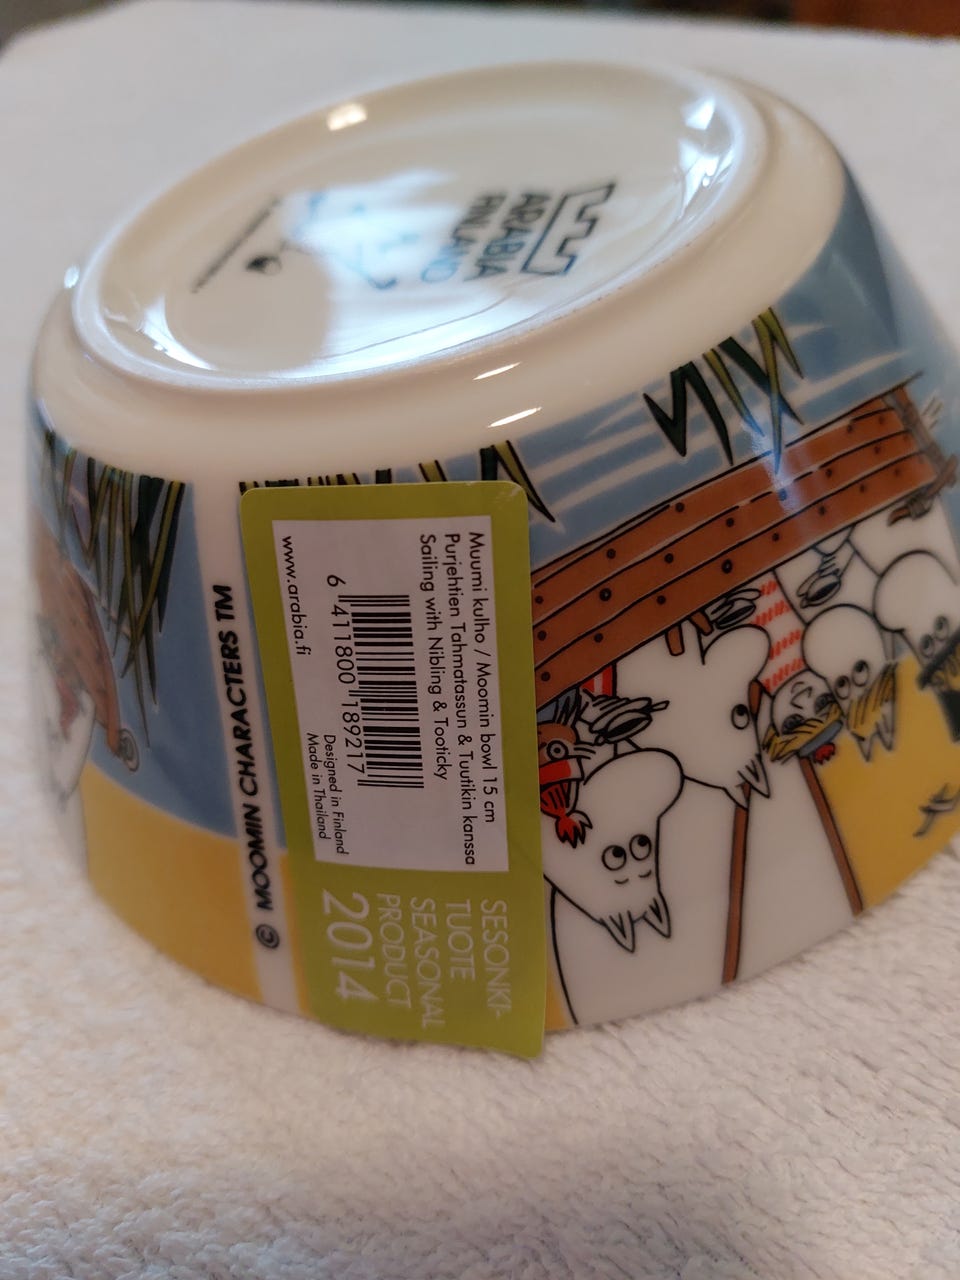 ARABIA
FINLAND
© MOOMIN CHARACTERS TM
Muumi kulho / Moomin bowl 15 cm
Purjehtien Tahmatassun & Tuutikin kanssa
Sailing with Nibling & Tooticky
6 411800 189217
Designed in Finland
Made in Thailand
www.arabia.fi
SESONKI-
TUOTE
SEASONAL
PRODUCT
2014